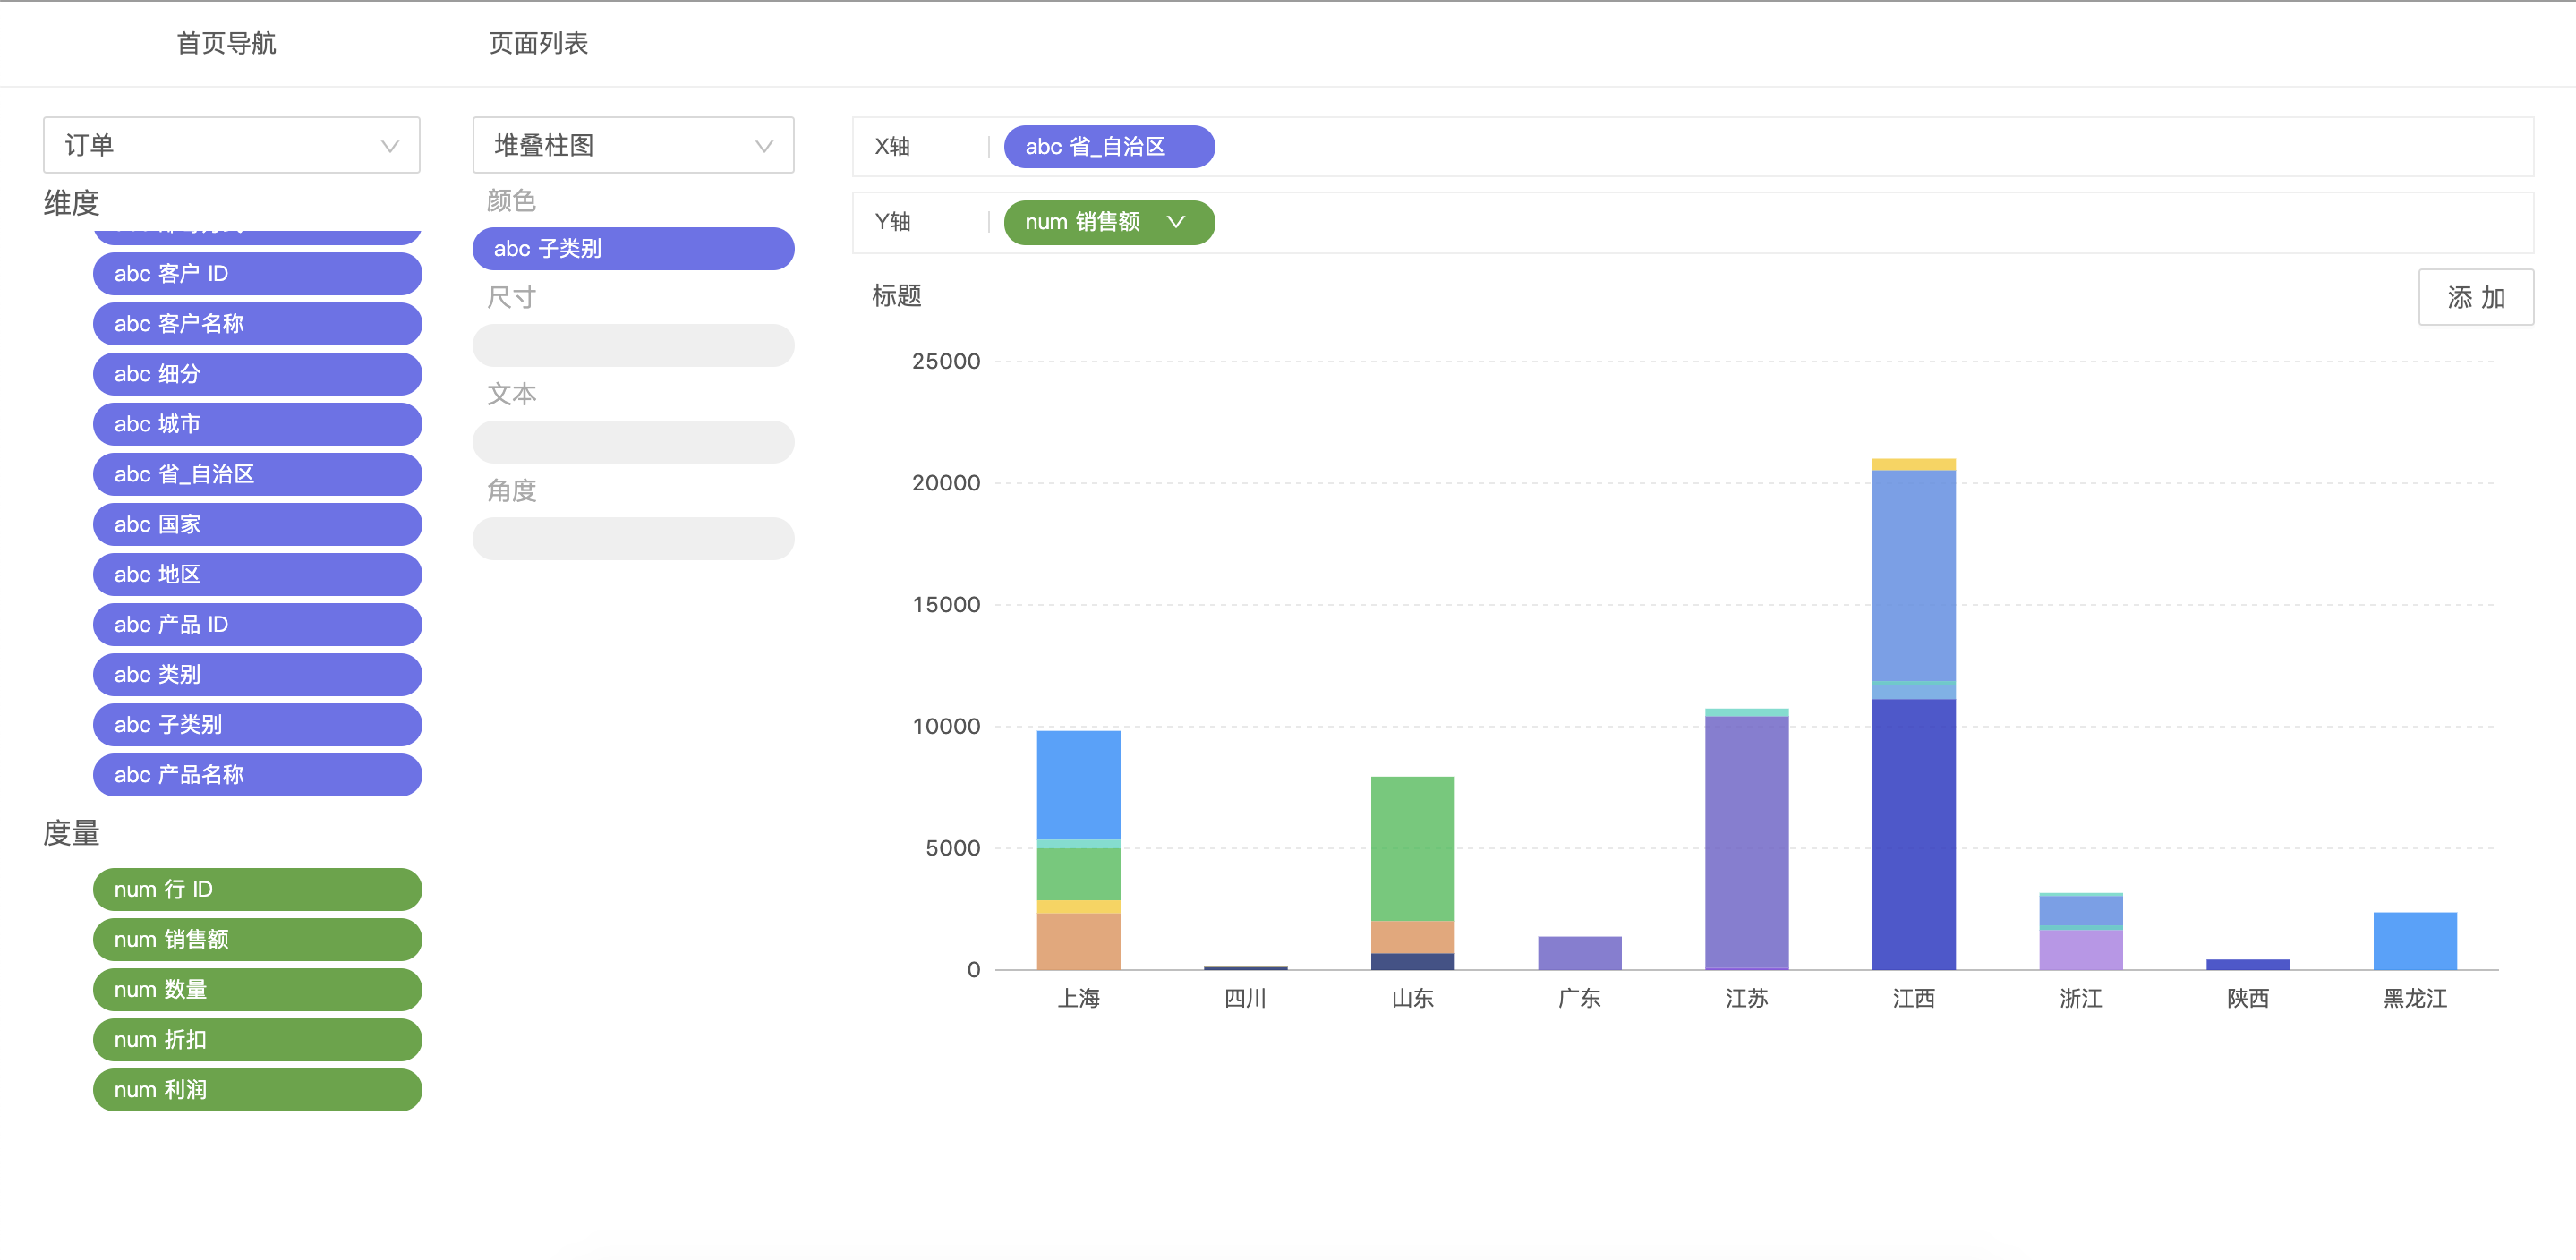 首页导航 页面列表
订单
维度
abc 客户 ID
abc 客户名称
abc 细分
abc 城市
abc 省_自治区
abc 国家
abc 地区
abc 产品 ID
abc 类别
abc 子类别
abc 产品名称
度量
num 行 ID
num 销售额
num 数量
num 折扣
num 利润
堆叠柱图
颜色
abc 子类别
尺寸
文本
角度
X轴 abc 省_自治区
Y轴 num 销售额
标题
添 加
25000
20000
15000
10000
5000
0
上海 四川 山东 广东 江苏 江西 浙江 陕西 黑龙江